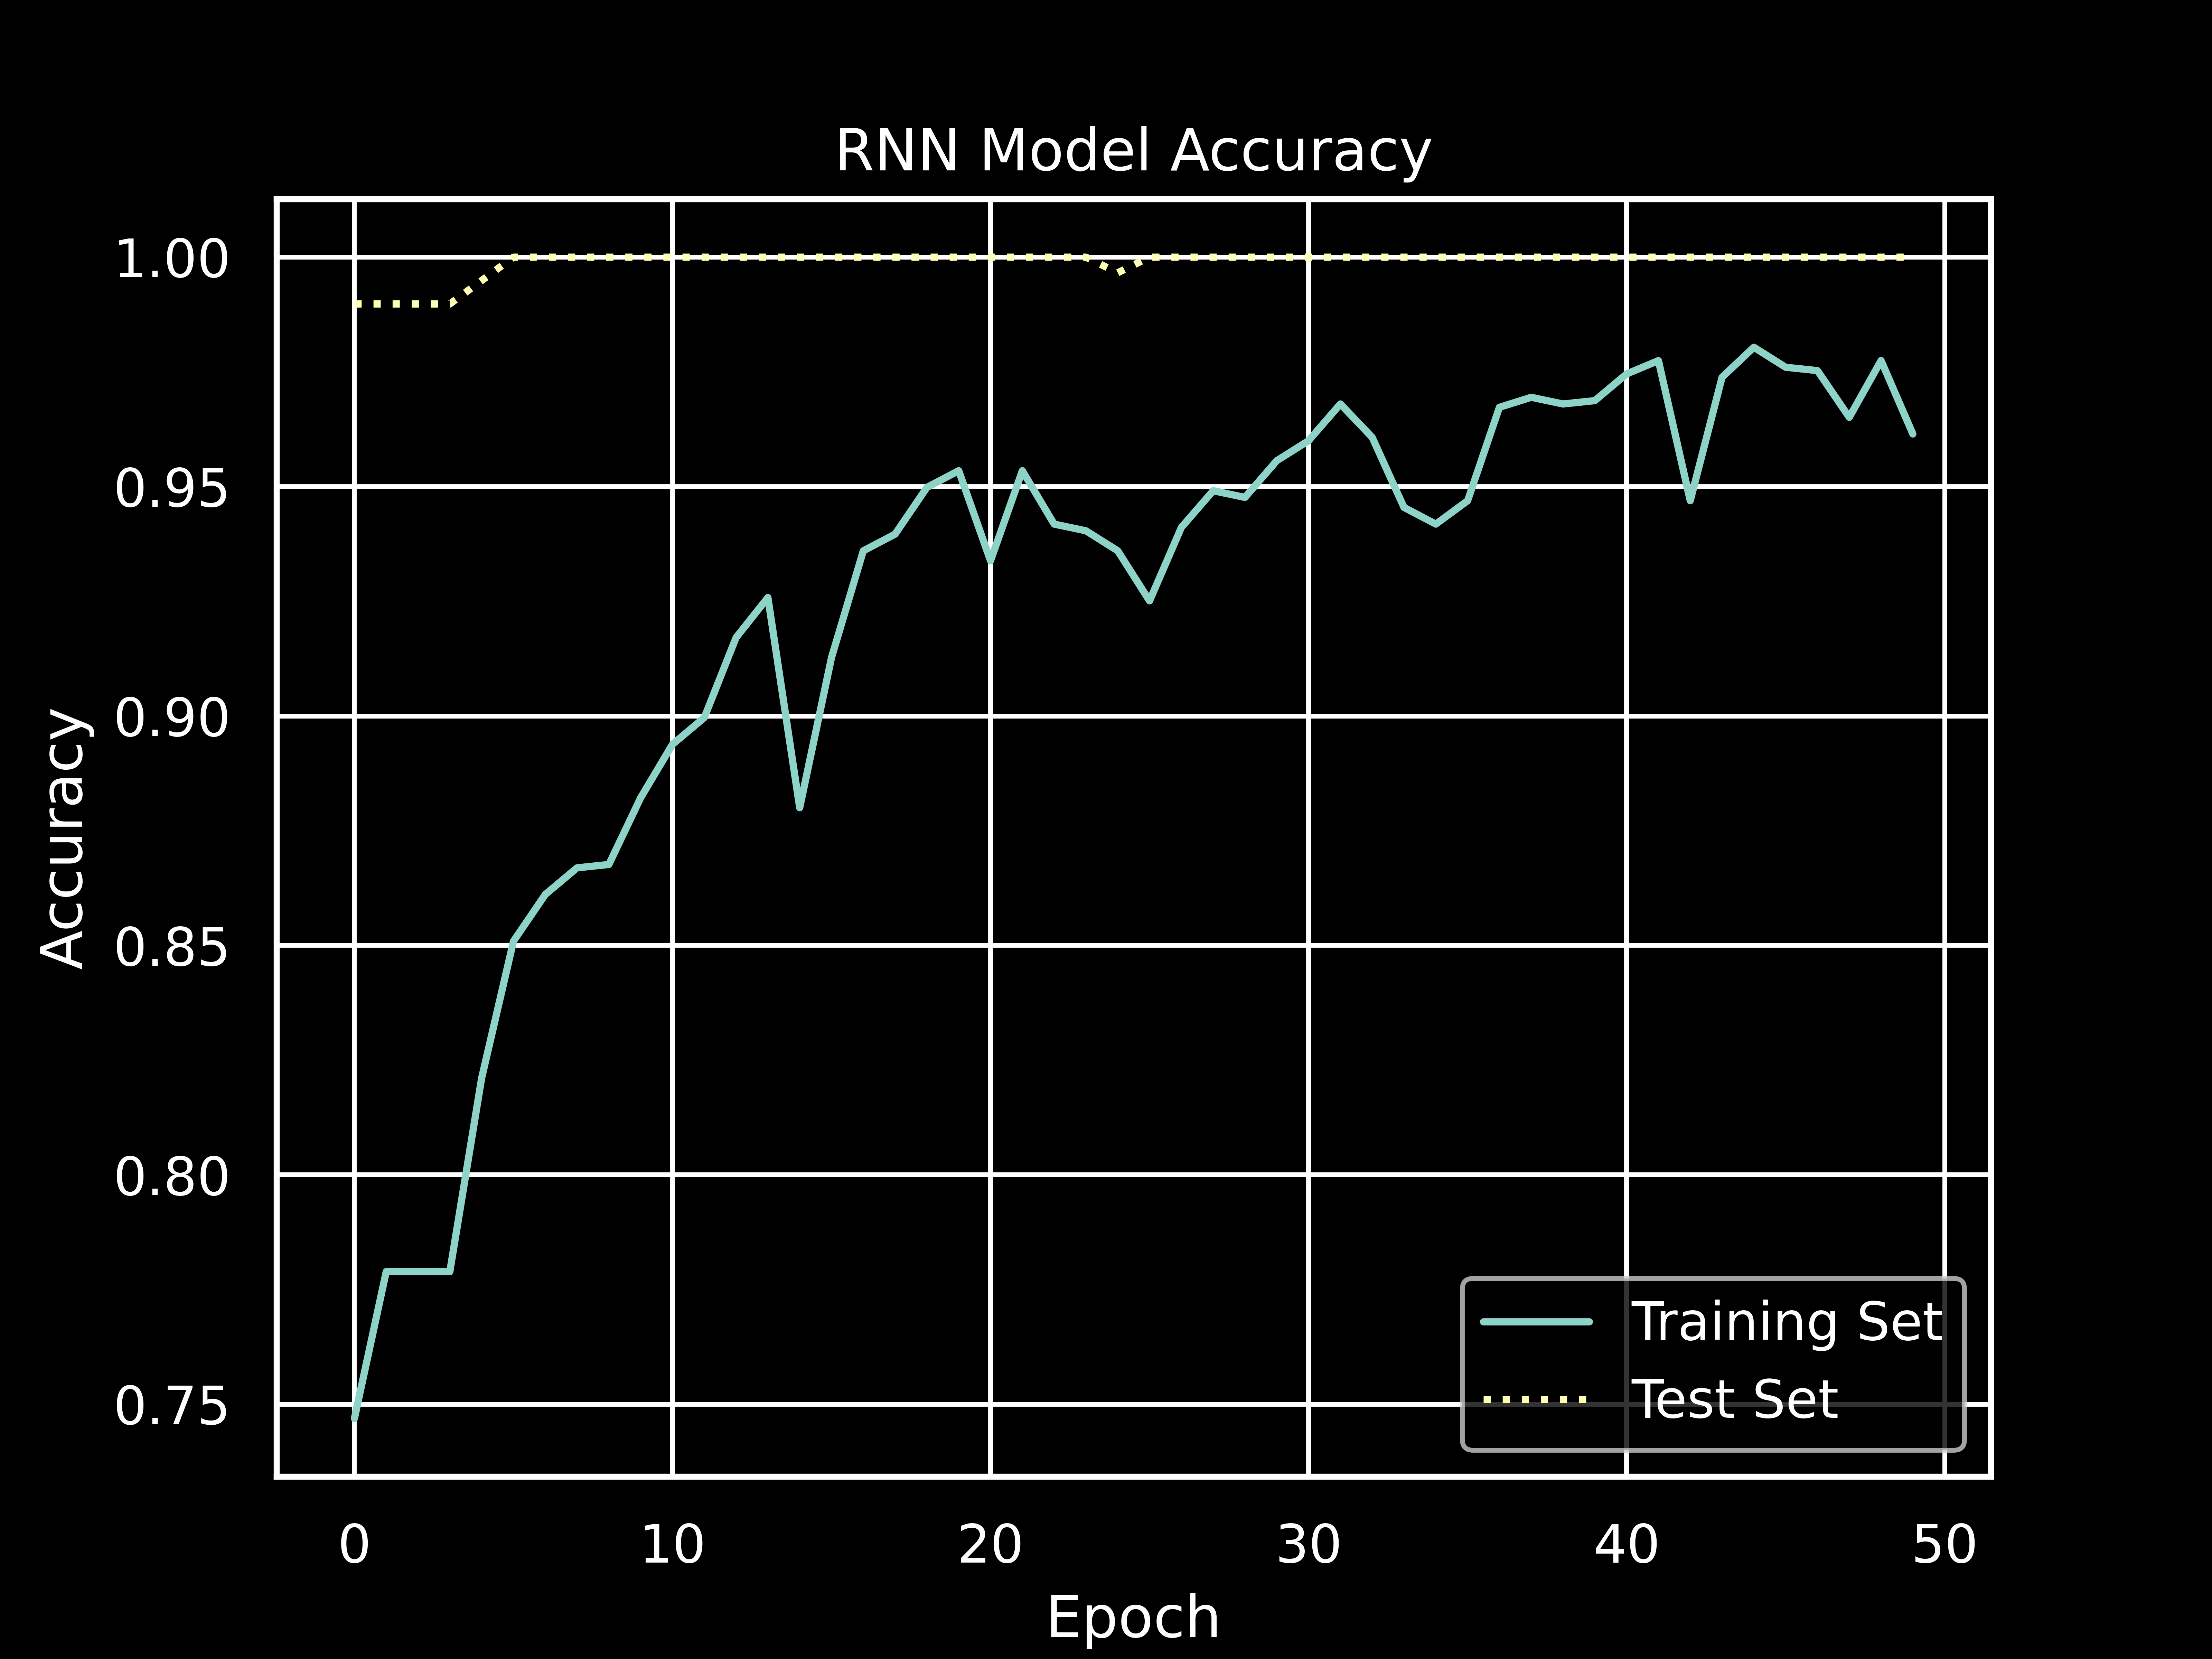 RNN Model Accuracy
1.00
0.95
0.90
0.85
0.80
0.75
Accuracy
Training Set
Test Set
0 10 20 30 40 50
Epoch